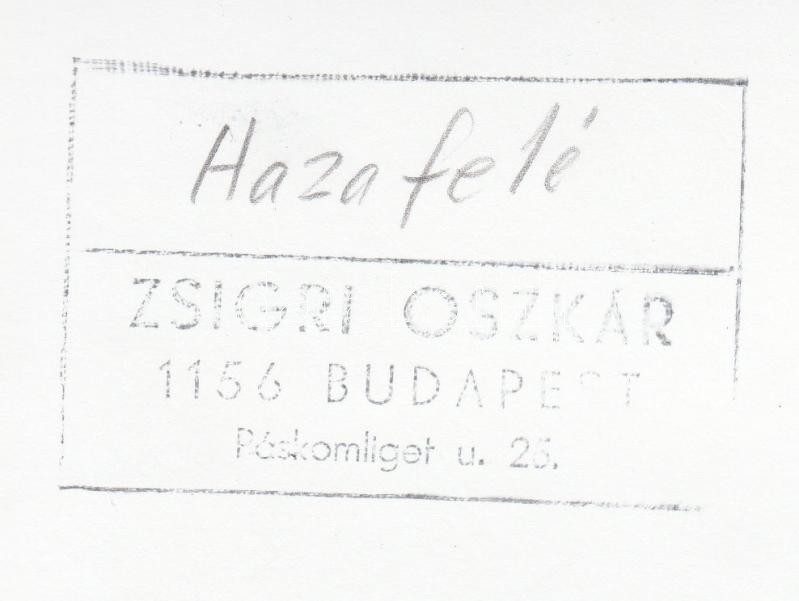 Hazafelé
ZSIGRI OSZKÁR
1156 BUDAPEST
Páskomliget u. 25.